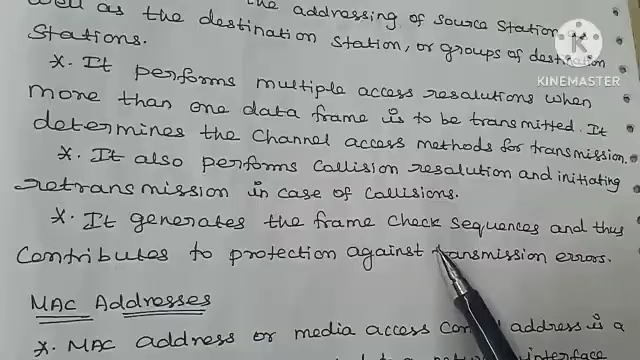 well as the addressing of source station as
the destination station, or groups of destination
stations.
*. It performs multiple access resolutions when
more than one data frame is to be transmitted. It
determines the channel access methods for transmission.
*. It also performs collision resolution and initiating
retransmission in case of collisions.
*. It generates the frame check sequences and thus
contributes to protection against transmission errors.
MAC Addresses
*. MAC address or media access control address is a
interface
KINEMASTER